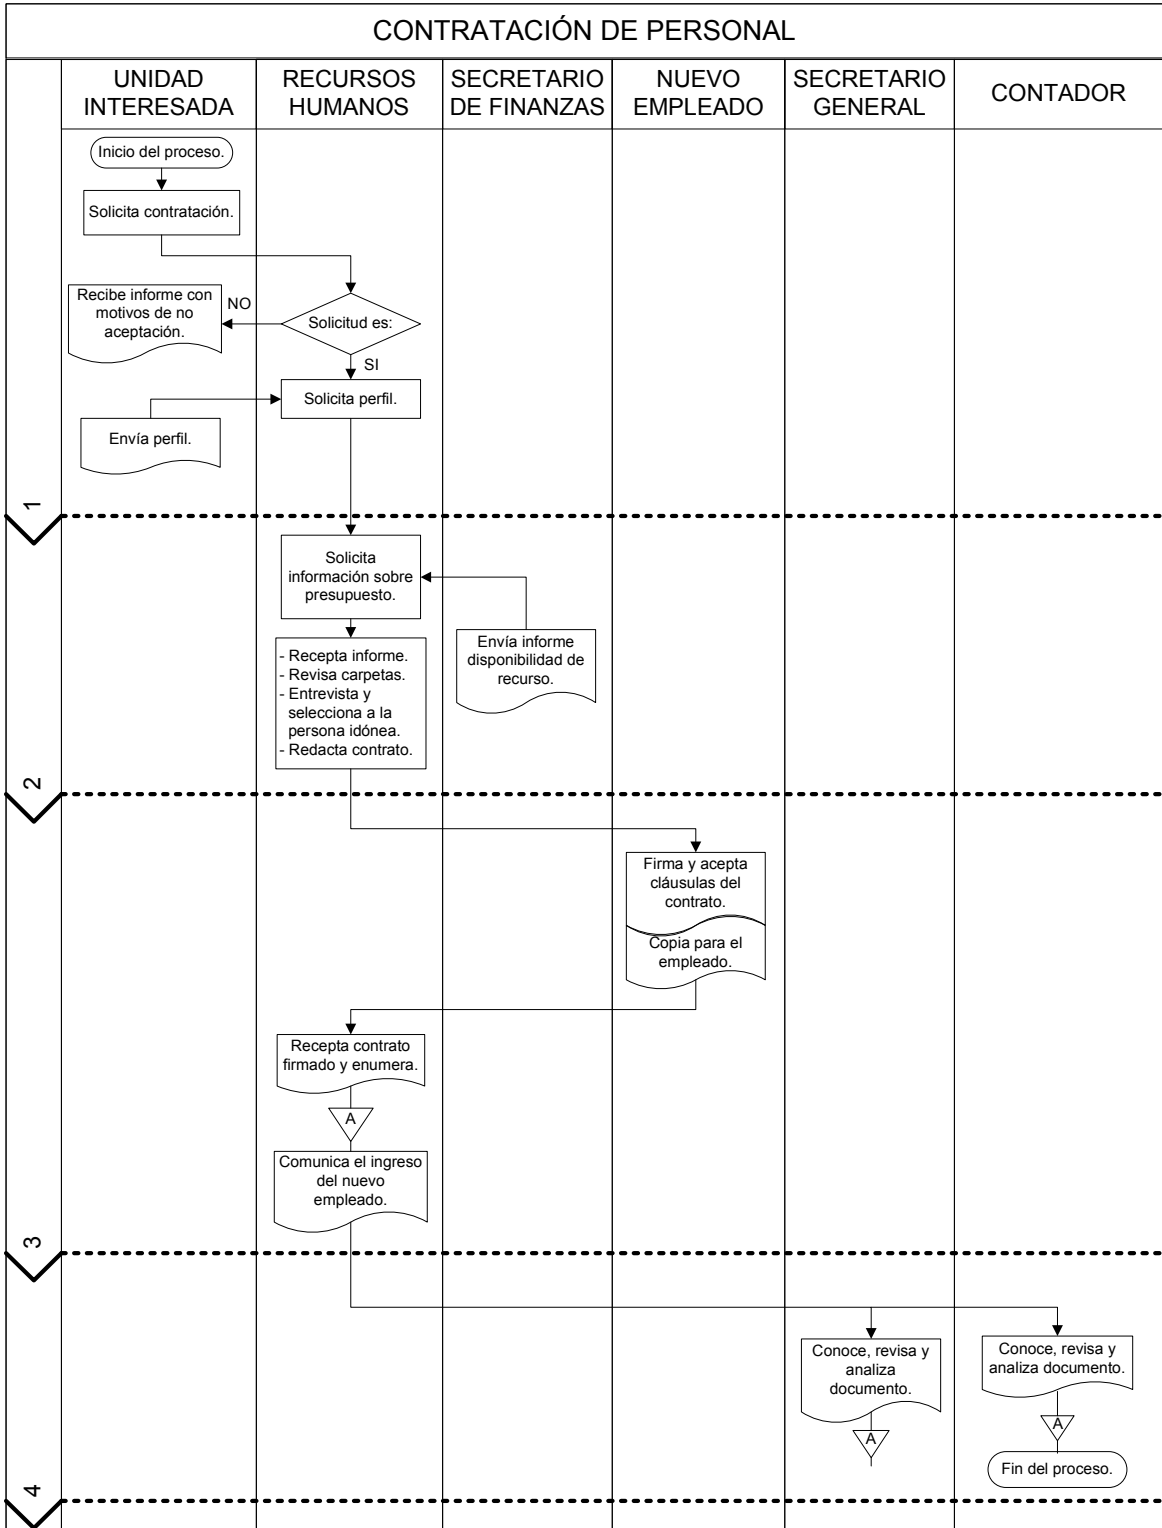 CONTRATACIÓN DE PERSONAL
UNIDAD
INTERESADA
RECURSOS
HUMANOS
SECRETARIO
DE FINANZAS
NUEVO
EMPLEADO
SECRETARIO
GENERAL
CONTADOR
Inicio del proceso.
Solicita contratación.
Recibe informe con
motivos de no
aceptación.
NO
Solicitud es:
SI
Solicita perfil.
Envía perfil.
1
Solicita
información sobre
presupuesto.
Envía informe
disponibilidad de
recurso.
- Recepta informe.
- Revisa carpetas.
- Entrevista y
selecciona a la
persona idónea.
- Redacta contrato.
2
Firma y acepta
cláusulas del
contrato.
Copia para el
empleado.
Recepta contrato
firmado y enumera.
A
Comunica el ingreso
del nuevo
empleado.
3
Conoce, revisa y
analiza
documento.
A
Conoce, revisa y
analiza documento.
A
Fin del proceso.
4